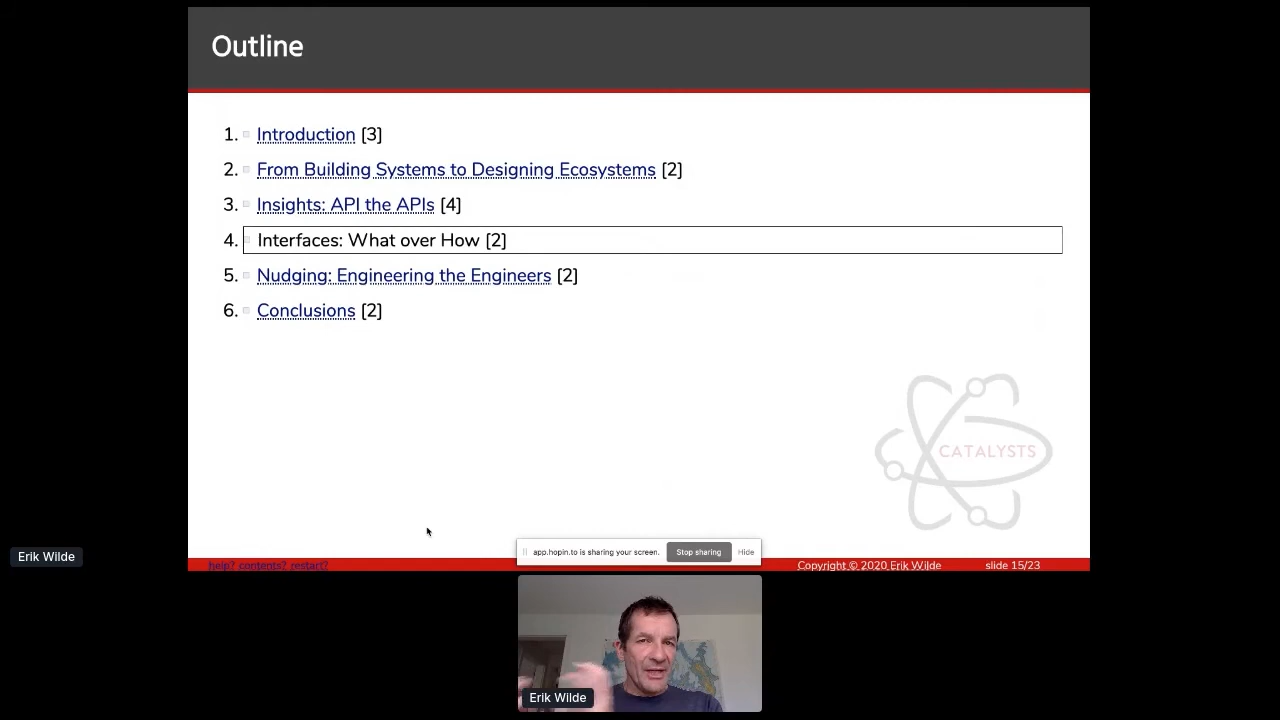 Outline
1. Introduction [3]
2. From Building Systems to Designing Ecosystems [2]
3. Insights: API the APIs [4]
4. Interfaces: What over How [2]
5. Nudging: Engineering the Engineers [2]
6. Conclusions [2]
CATALYSTS
app.hopin.to is sharing your screen. Stop sharing Hide
Erik Wilde
help? contents? restart? Copyright © 2020 Erik Wilde slide 15/23
Erik Wilde